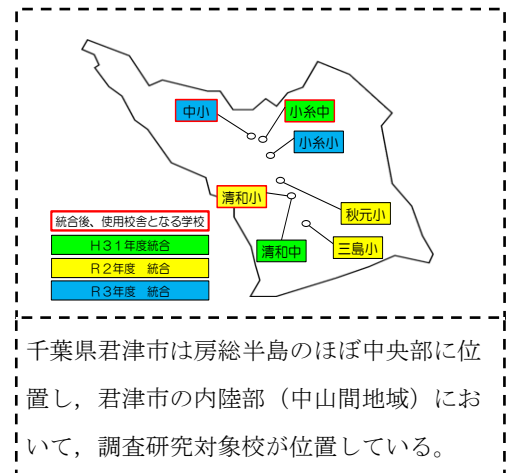 中小
小糸中
小糸小
清和小
秋元小
清和中
三島小
統合後、使用校舎となる学校
H31年度統合
R2年度 統合
R3年度 統合
千葉県君津市は房総半島のほぼ中央部に位
置し，君津市の内陸部（中山間地域）にお
いて，調査研究対象校が位置している。